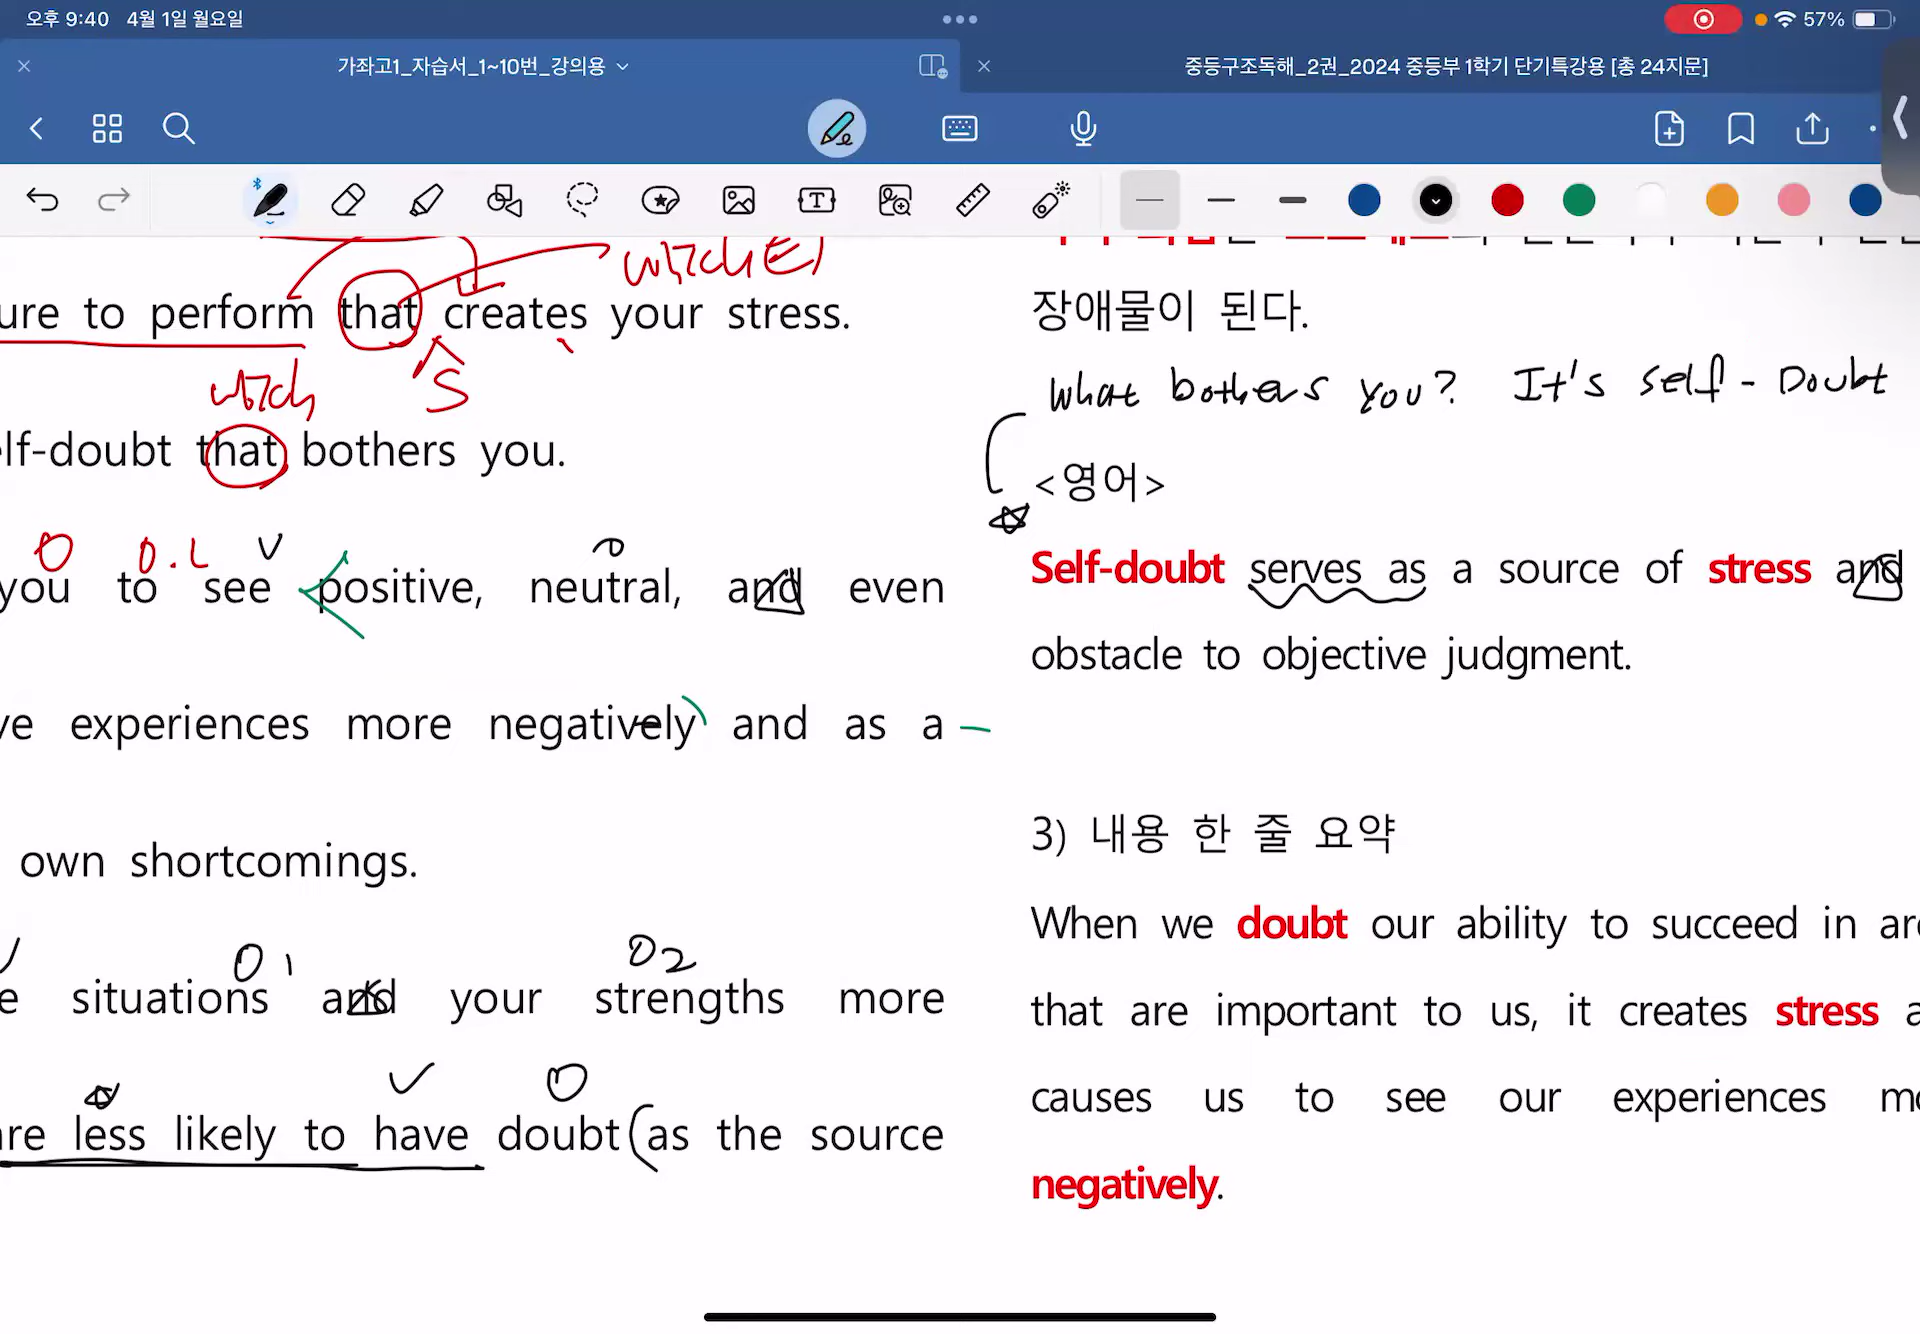 오후 9:40 4월 1일 월요일
57%
가좌고1_자습서_1~10번_강의용
중등구조독해_2권_2024 중등부 1학기 단기특강용 [총 24지문]
ure to perform that creates your stress.
which
S
elf-doubt that bothers you.
O O.C V
you to see positive, neutral, and even
ve experiences more negatively and as a
own shortcomings.
O1 O2
e situations and your strengths more
O
are less likely to have doubt (as the source
장애물이 된다.
What bothers you? It's self-Doubt
<영어>
Self-doubt serves as a source of stress and
obstacle to objective judgment.
3) 내용 한 줄 요약
When we doubt our ability to succeed in are
that are important to us, it creates stress a
causes us to see our experiences mo
negatively.